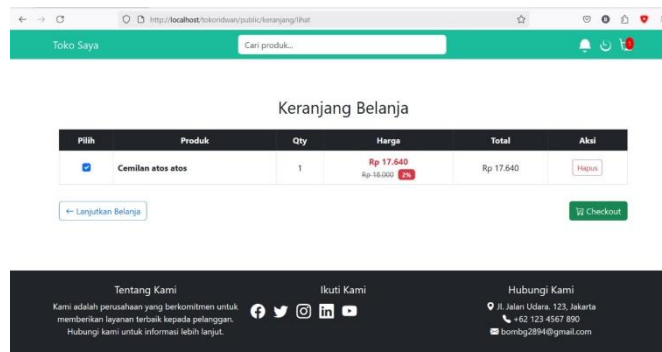 http://localhost/tokoridwan/public/keranjang/lihat
Toko Saya
Cari produk...
Keranjang Belanja
Pilih Produk Qty Harga Total Aksi
Cemilan atos atos 1 Rp 17.640 Rp 17.640 Hapus
Rp 18.000 2%
← Lanjutkan Belanja
Checkout
Tentang Kami
Kami adalah perusahaan yang berkomitmen untuk
memberikan layanan terbaik kepada pelanggan.
Hubungi kami untuk informasi lebih lanjut.
Ikuti Kami
Hubungi Kami
Jl. Jalan Udara. 123, Jakarta
+62 123 4567 890
bombg2894@gmail.com